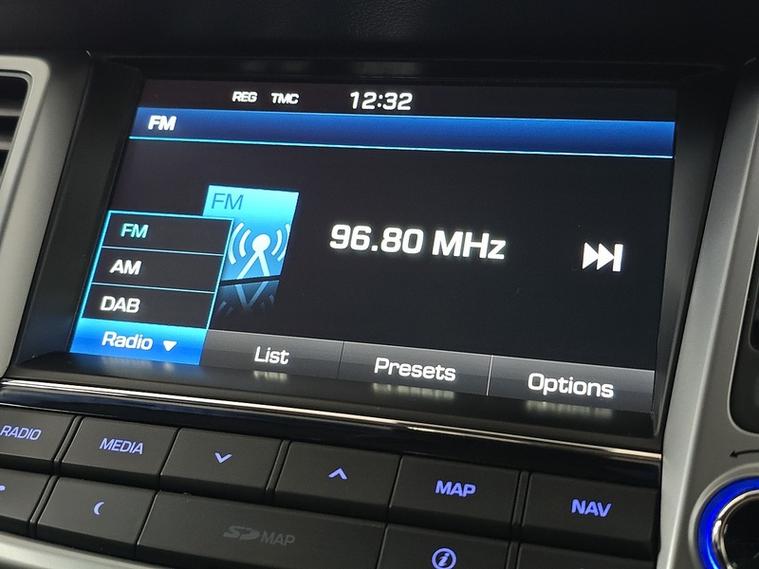 REG TMC 12:32
FM
FM
96.80 MHz
FM
AM
DAB
Radio
List
Presets
Options
RADIO
MEDIA
MAP
NAV
SD MAP